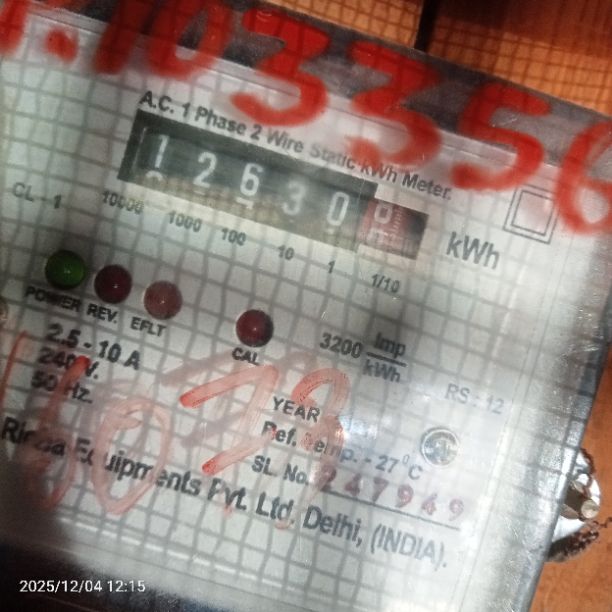 P.103356
A.C. 1 Phase 2 Wire Static kWh Meter.
12630
kWh
CL - 1
10000 1000 100 10 1 1/10
POWER REV. EFLT
CAL
3200 Imp/kWh
2.5 - 10 A
240 V.
50 Hz.
RS : 12
YEAR
Ref. temp. - 27°C
SL. No. 247949
Equipments Pvt. Ltd. Delhi, (INDIA).
2025/12/04 12:15